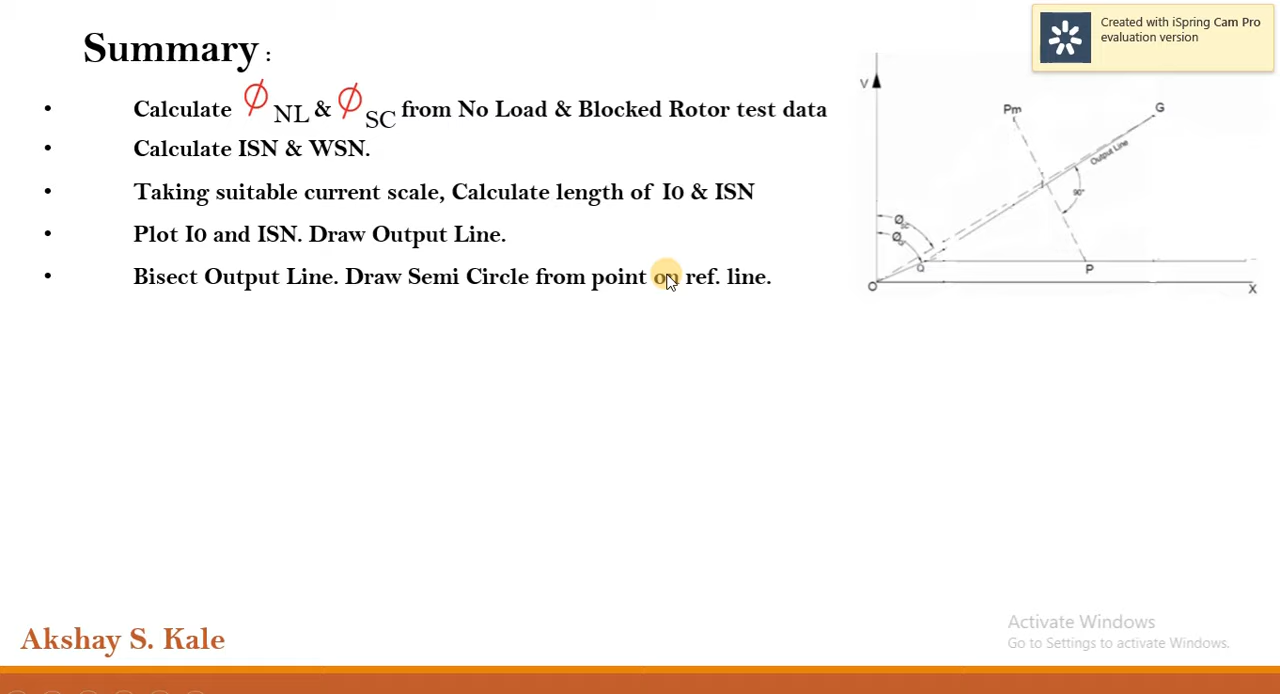 Created with iSpring Cam Pro
evaluation version
Summary :
• Calculate ∅ NL & ∅ SC from No Load & Blocked Rotor test data
• Calculate ISN & WSN.
• Taking suitable current scale, Calculate length of I0 & ISN
• Plot I0 and ISN. Draw Output Line.
• Bisect Output Line. Draw Semi Circle from point on ref. line.
V
Pm
G
Output Line
90°
Ø
Ø
Q
P
O
X
Akshay S. Kale
Activate Windows
Go to Settings to activate Windows.